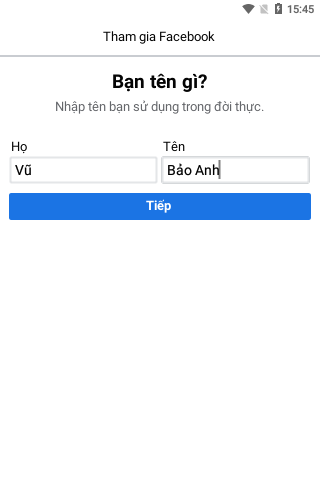 15:45
Tham gia Facebook
Bạn tên gì?
Nhập tên bạn sử dụng trong đời thực.
Họ Tên
Vũ Bảo Anh
Tiếp